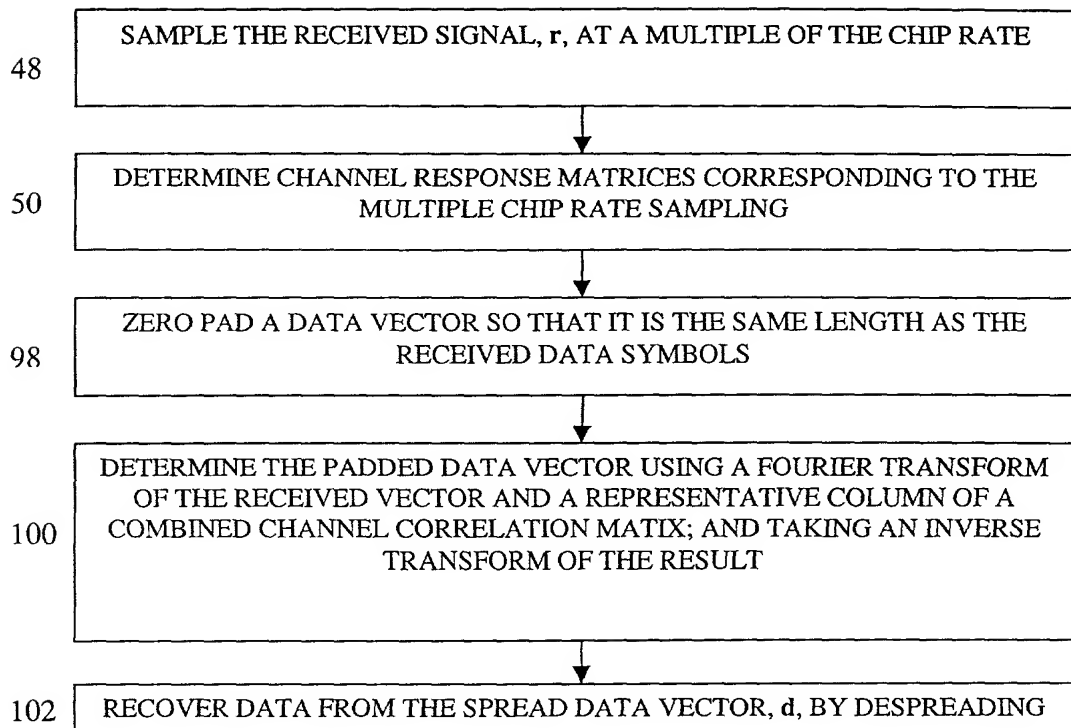 SAMPLE THE RECEIVED SIGNAL, r, AT A MULTIPLE OF THE CHIP RATE
48
DETERMINE CHANNEL RESPONSE MATRICES CORRESPONDING TO THE
MULTIPLE CHIP RATE SAMPLING
50
ZERO PAD A DATA VECTOR SO THAT IT IS THE SAME LENGTH AS THE
RECEIVED DATA SYMBOLS
98
DETERMINE THE PADDED DATA VECTOR USING A FOURIER TRANSFORM
OF THE RECEIVED VECTOR AND A REPRESENTATIVE COLUMN OF A
COMBINED CHANNEL CORRELATION MATIX; AND TAKING AN INVERSE
TRANSFORM OF THE RESULT
100
102 RECOVER DATA FROM THE SPREAD DATA VECTOR, d, BY DESPREADING